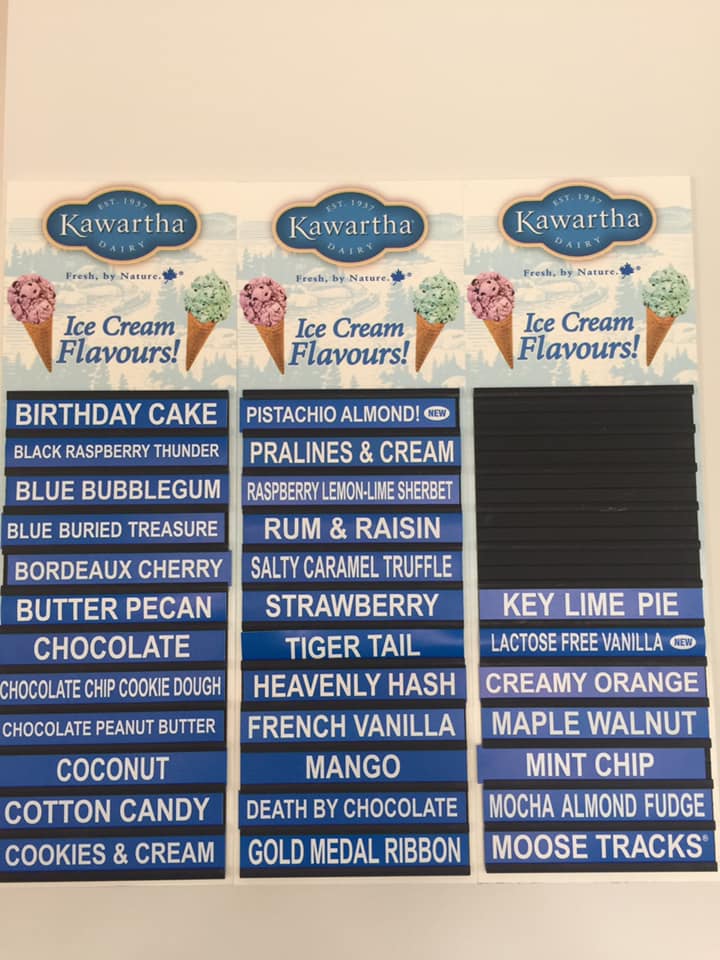 EST. 1937
Kawartha
DAIRY
Fresh, by Nature.
Ice Cream
Flavours!
BIRTHDAY CAKE
BLACK RASPBERRY THUNDER
BLUE BUBBLEGUM
BLUE BURIED TREASURE
BORDEAUX CHERRY
BUTTER PECAN
CHOCOLATE
CHOCOLATE CHIP COOKIE DOUGH
CHOCOLATE PEANUT BUTTER
COCONUT
COTTON CANDY
COOKIES & CREAM
EST. 1937
Kawartha
DAIRY
Fresh, by Nature.
Ice Cream
Flavours!
PISTACHIO ALMOND! NEW
PRALINES & CREAM
RASPBERRY LEMON-LIME SHERBET
RUM & RAISIN
SALTY CARAMEL TRUFFLE
STRAWBERRY
TIGER TAIL
HEAVENLY HASH
FRENCH VANILLA
MANGO
DEATH BY CHOCOLATE
GOLD MEDAL RIBBON
EST. 1937
Kawartha
DAIRY
Fresh, by Nature.
Ice Cream
Flavours!
KEY LIME PIE
LACTOSE FREE VANILLA NEW
CREAMY ORANGE
MAPLE WALNUT
MINT CHIP
MOCHA ALMOND FUDGE
MOOSE TRACKS®